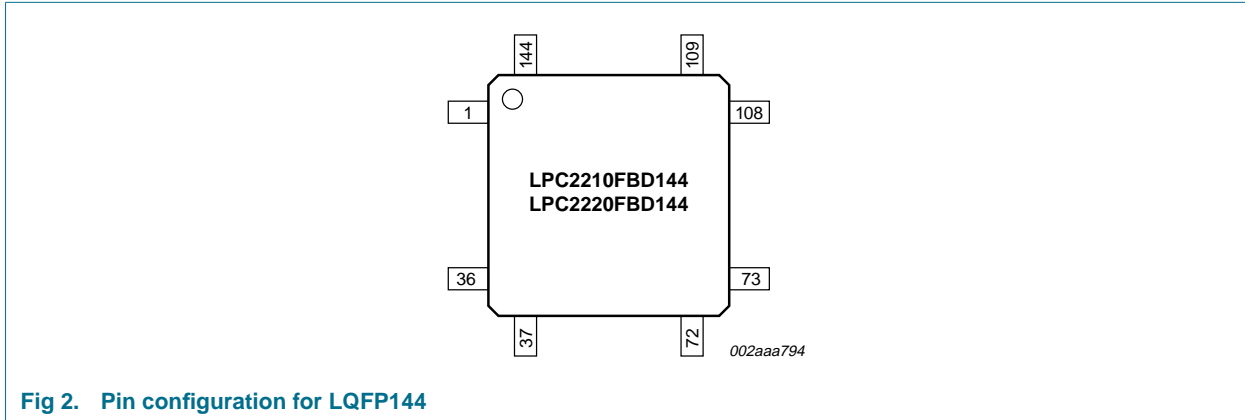 144 109
1 108
LPC2210FBD144
LPC2220FBD144
36 73
37 72
002aaa794
Fig 2. Pin configuration for LQFP144